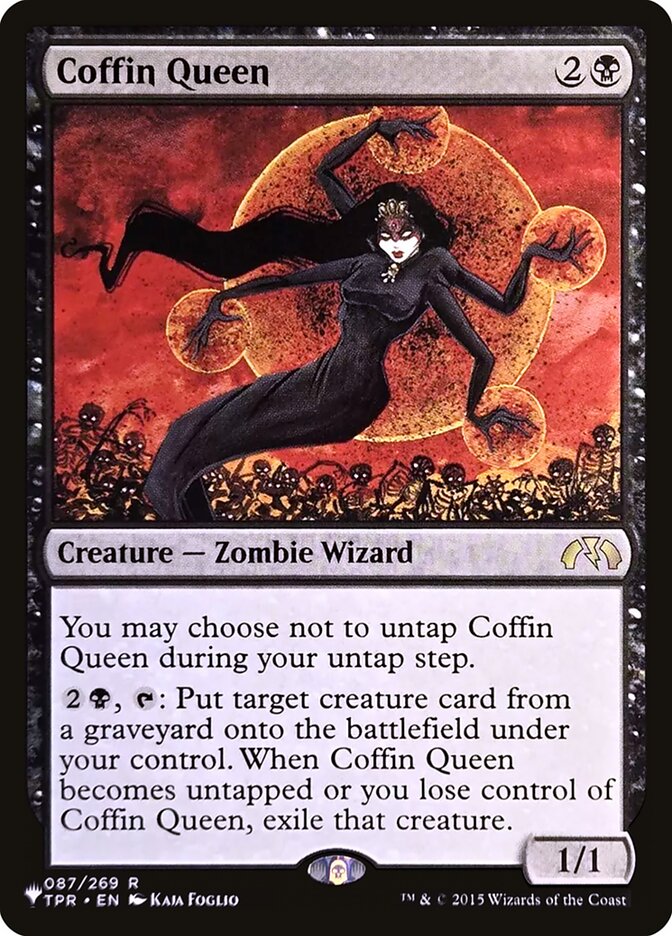 Coffin Queen 2
Creature — Zombie Wizard
You may choose not to untap Coffin
Queen during your untap step.
2 , : Put target creature card from
a graveyard onto the battlefield under
your control. When Coffin Queen
becomes untapped or you lose control of
Coffin Queen, exile that creature.
1/1
087/269 R
TPR • EN Kaja Foglio
™ & © 2015 Wizards of the Coast